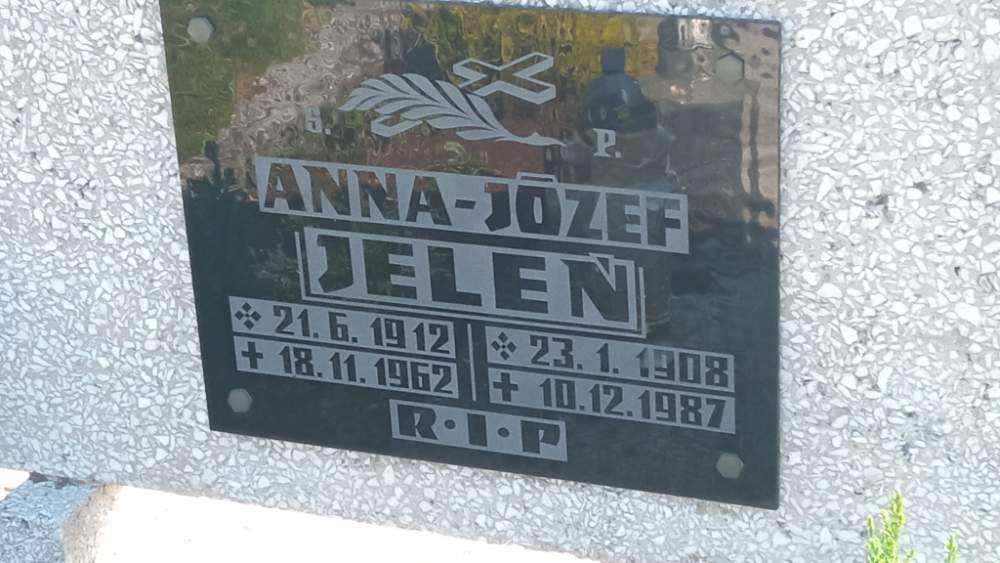 S. P.
ANNA-JÓZEF
JELEŃ
21.6.1912 23.1.1908
+ 18.11.1962 + 10.12.1987
R·I·P